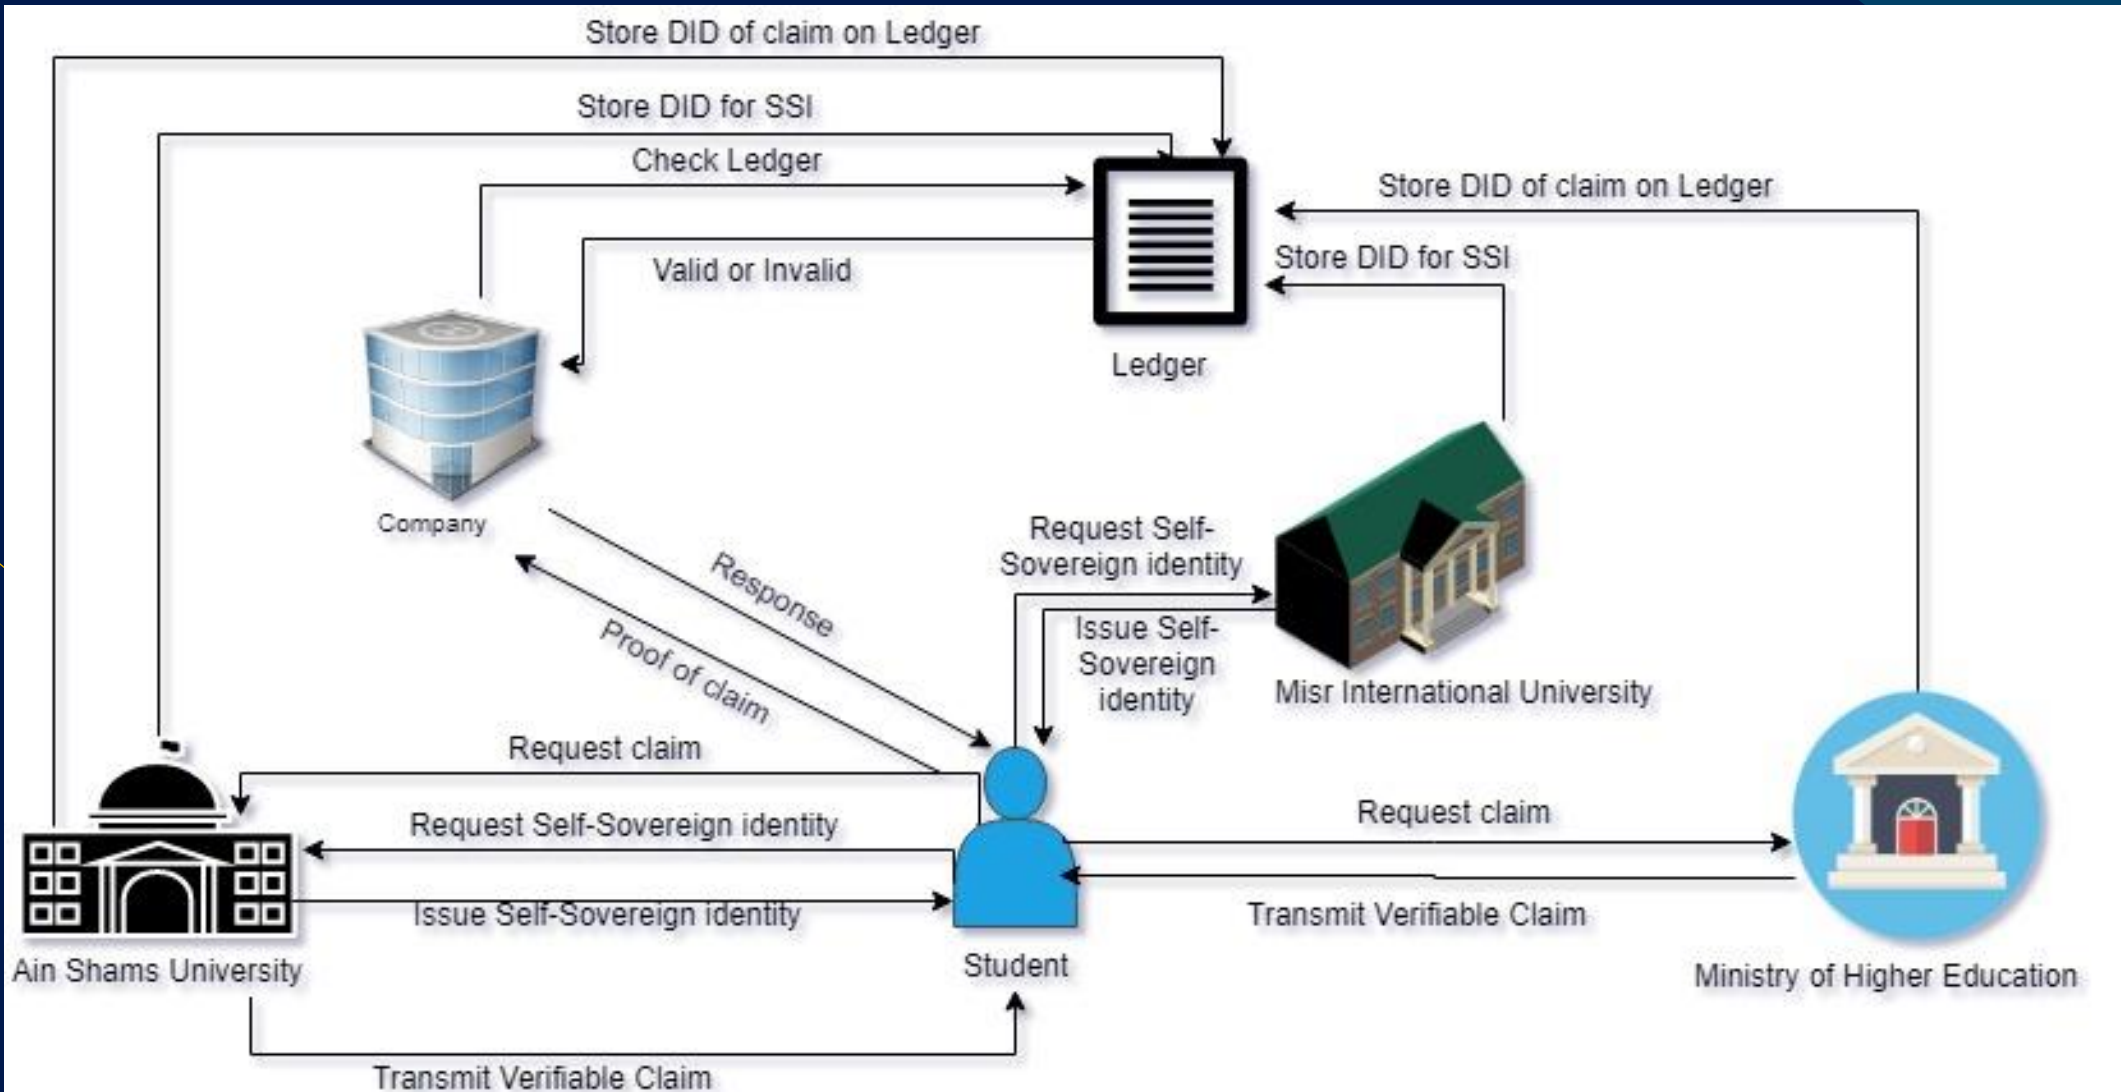 Store DID of claim on Ledger
Store DID for SSI
Check Ledger
Store DID of claim on Ledger
Store DID for SSI
Valid or Invalid
Ledger
Company
Request Self-
Sovereign identity
Response
Issue Self-
Sovereign
identity
Proof of claim
Misr International University
Request claim
Request claim
Request Self-Sovereign identity
Issue Self-Sovereign identity
Transmit Verifiable Claim
Ain Shams University
Student
Ministry of Higher Education
Transmit Verifiable Claim